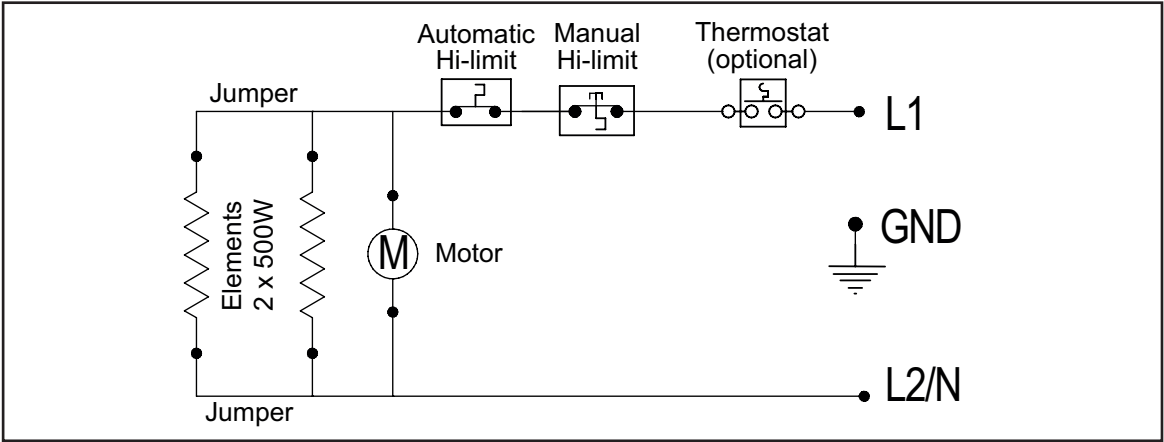 Automatic
Hi-limit
Manual
Hi-limit
Thermostat
(optional)
Jumper
L1
Elements
2 x 500W
M
Motor
GND
L2/N
Jumper